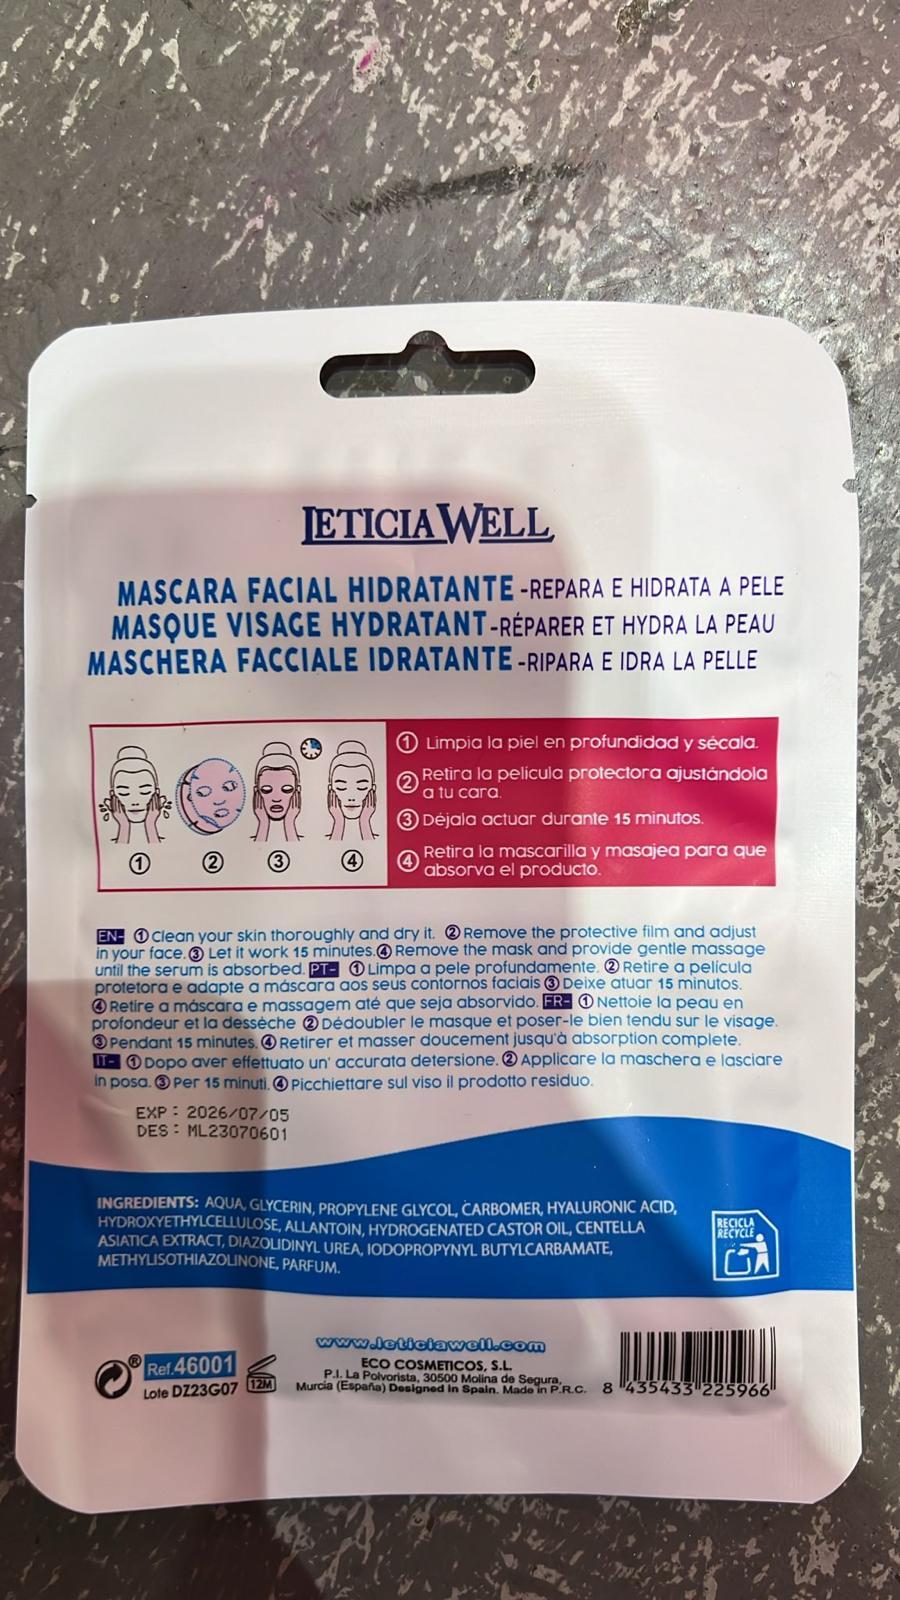 LETICIA WELL
MASCARA FACIAL HIDRATANTE -REPARA E HIDRATA A PELE
MASQUE VISAGE HYDRATANT -RÉPARER ET HYDRA LA PEAU
MASCHERA FACCIALE IDRATANTE -RIPARA E IDRA LA PELLE
① ② ③ ④
① Limpia la piel en profundidad y sécala.
② Retira la película protectora ajustándola
a tu cara.
③ Déjala actuar durante 15 minutos.
④ Retira la mascarilla y masajea para que
absorva el producto.
EN- ① Clean your skin thoroughly and dry it. ② Remove the protective film and adjust
in your face. ③ Let it work 15 minutes. ④ Remove the mask and provide gentle massage
until the serum is absorbed. PT- ① Limpa a pele profundamente. ② Retire a película
protetora e adapte a máscara aos seus contornos faciais ③ Deixe atuar 15 minutos.
④ Retire a máscara e massagem até que seja absorvido. FR- ① Nettoie la peau en
profondeur et la dessèche ② Dédoubler le masque et poser-le bien tendu sur le visage.
③ Pendant 15 minutes. ④ Retirer et masser doucement jusqu'à absorption complete.
IT- ① Dopo aver effettuato un' accurata detersione. ② Applicare la maschera e lasciare
in posa. ③ Per 15 minuti. ④ Picchiettare sul viso il prodotto residuo.
EXP : 2026/07/05
DES : ML23070601
INGREDIENTS: AQUA, GLYCERIN, PROPYLENE GLYCOL, CARBOMER, HYALURONIC ACID,
HYDROXYETHYLCELLULOSE, ALLANTOIN, HYDROGENATED CASTOR OIL, CENTELLA
ASIATICA EXTRACT, DIAZOLIDINYL UREA, IODOPROPYNYL BUTYLCARBAMATE,
METHYLISOTHIAZOLINONE, PARFUM.
RECICLA
RECYCLE
® Ref.46001
Lote DZ23G07
12M
www.leticiawell.com
ECO COSMETICOS, S.L.
P.I. La Polvorista, 30500 Molina de Segura,
Murcia (España) Designed in Spain. Made in P.R.C.
8 435433 225966